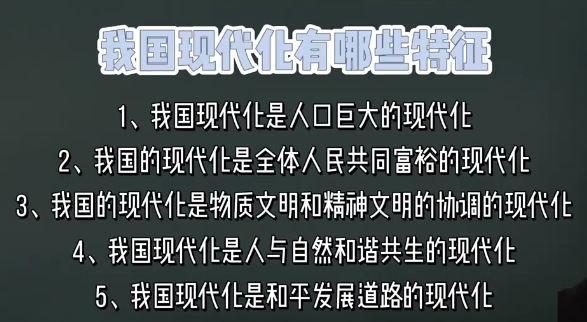 我国现代化有哪些特征
1、我国现代化是人口巨大的现代化
2、我国的现代化是全体人民共同富裕的现代化
3、我国的现代化是物质文明和精神文明的协调的现代化
4、我国现代化是人与自然和谐共生的现代化
5、我国现代化是和平发展道路的现代化